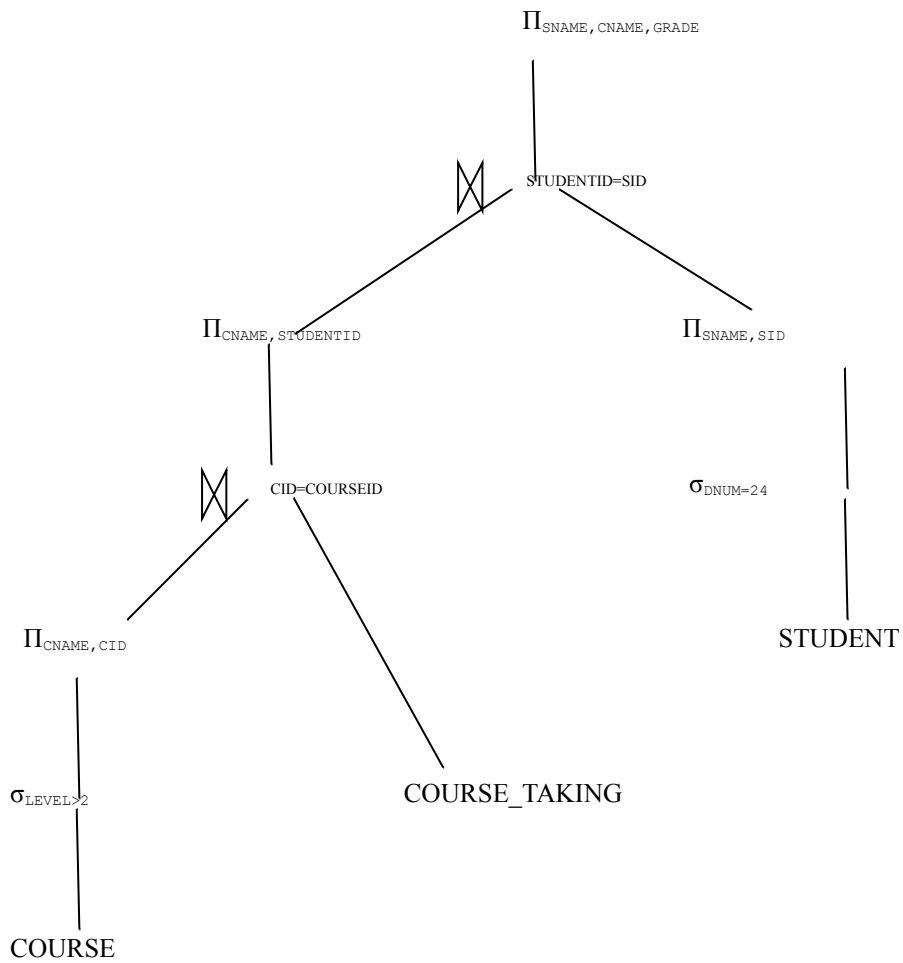 Π SNAME,CNAME,GRADE
⋈ STUDENTID=SID
Π CNAME,STUDENTID
Π SNAME,SID
⋈ CID=COURSEID
σ DNUM=24
Π CNAME,CID
STUDENT
σ LEVEL>2
COURSE_TAKING
COURSE